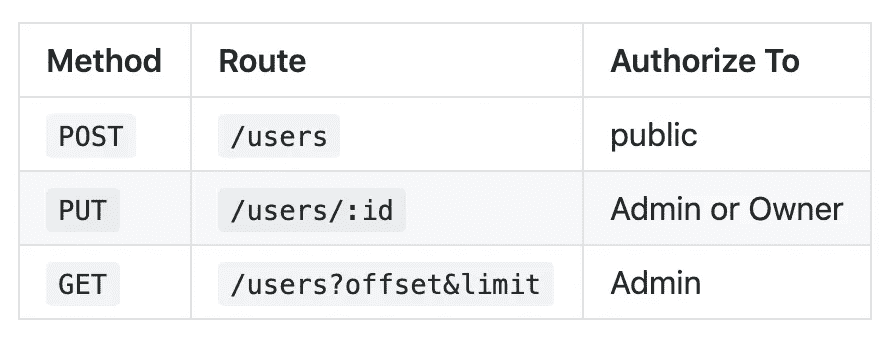 Method Route Authorize To
POST /users public
PUT /users/:id Admin or Owner
GET /users?offset&limit Admin